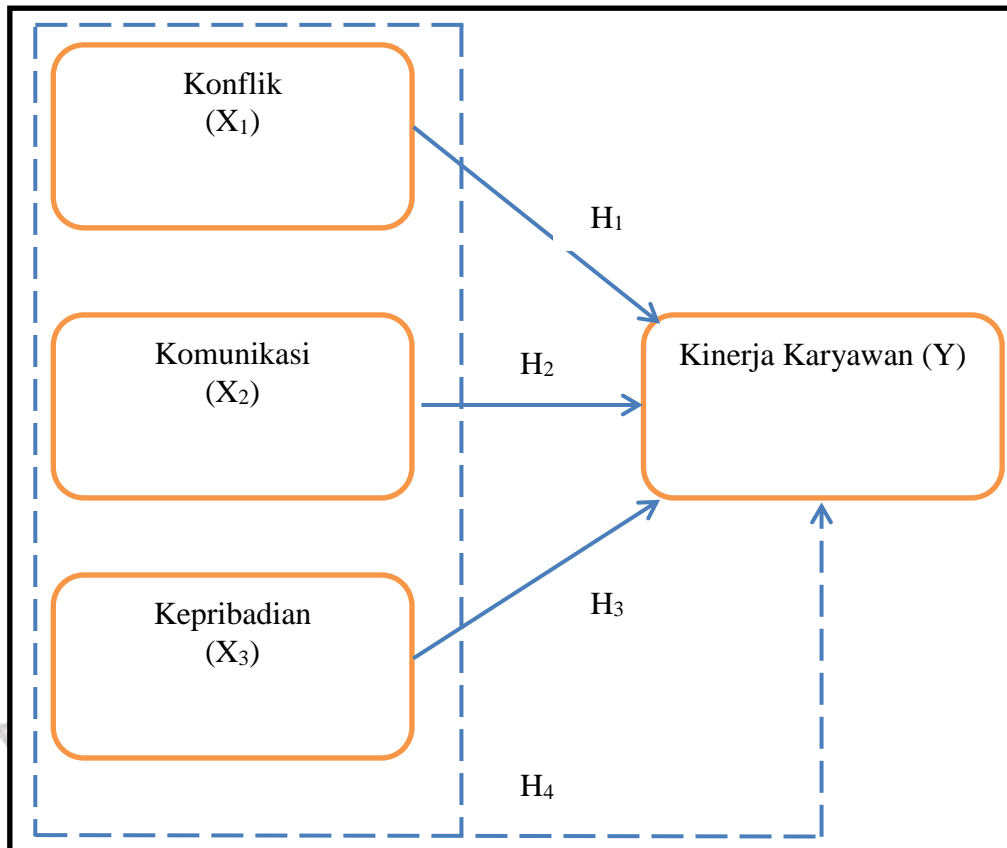 Konflik
(X₁)
H₁
Komunikasi
(X₂)
H₂
Kinerja Karyawan (Y)
Kepribadian
(X₃)
H₃
H₄